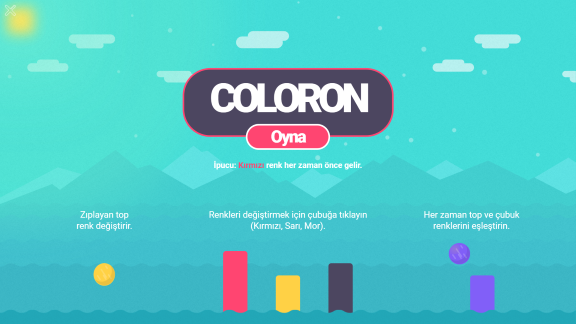 COLORON
Oyna
İpucu: Kırmızı renk her zaman önce gelir.
Zıplayan top
renk değiştirir.
Renkleri değiştirmek için çubuğa tıklayın
(Kırmızı, Sarı, Mor).
Her zaman top ve çubuk
renklerini eşleştirin.